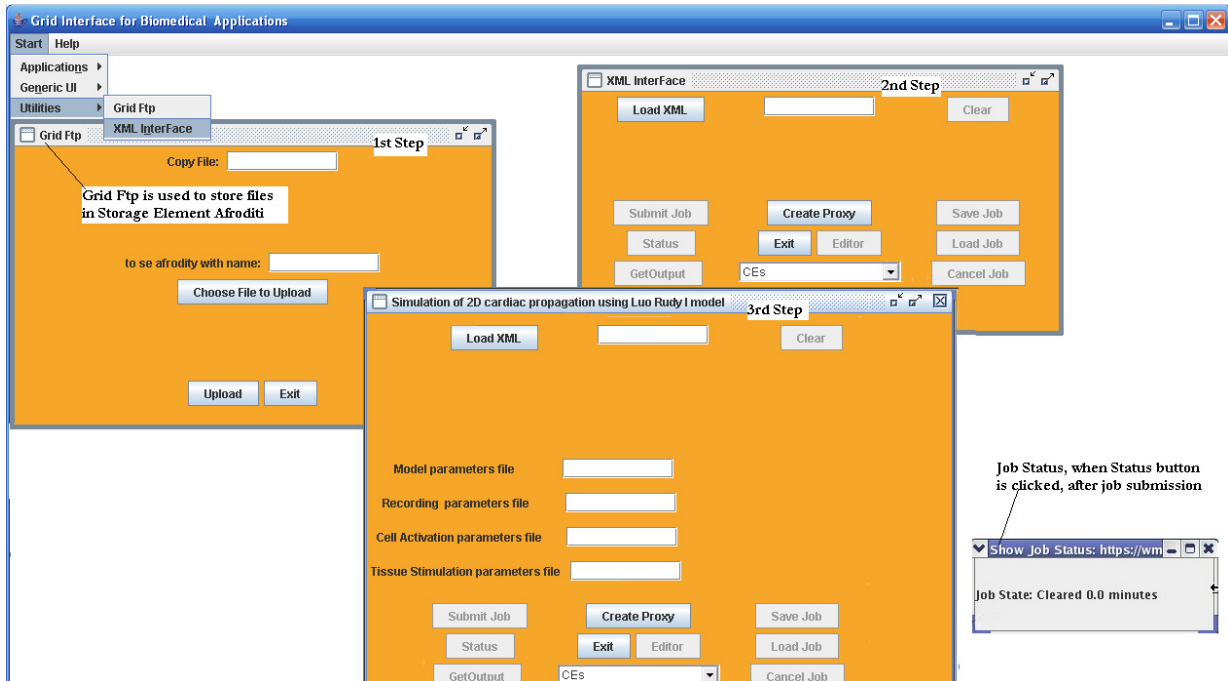 Grid Interface for Biomedical Applications
Start Help
Applications
Generic UI
Utilities
Grid Ftp
XML InterFace
Grid Ftp
1st Step
Copy File:
Grid Ftp is used to store files
in Storage Element Afroditi
to se afrodity with name:
Choose File to Upload
Upload Exit
XML InterFace
2nd Step
Load XML Clear
Submit Job Create Proxy Save Job
Status Exit Editor Load Job
GetOutput CEs Cancel Job
Simulation of 2D cardiac propagation using Luo Rudy I model
3rd Step
Load XML Clear
Model parameters file
Recording parameters file
Cell Activation parameters file
Tissue Stimulation parameters file
Submit Job Create Proxy Save Job
Status Exit Editor Load Job
GetOutput CEs Cancel Job
Job Status, when Status button
is clicked, after job submission
Show Job Status: https://wm
Job State: Cleared 0.0 minutes